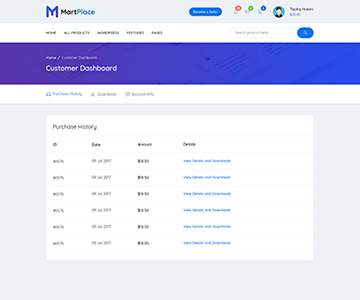 MartPlace
Become a Seller
Tauflq Hasan
HOME ALL PRODUCTS WORDPRESS FEATURES PAGES
Search product here
Home / Customer Dashboard
Customer Dashboard
Purchase History Downloads Account Info
Purchase History
ID Date Amount Details
#0576 09 Jul 2017 $18.50 View Details and Downloads
#0576 09 Jul 2017 $18.50 View Details and Downloads
#0576 09 Jul 2017 $18.50 View Details and Downloads
#0576 09 Jul 2017 $18.50 View Details and Downloads
#0576 09 Jul 2017 $18.50 View Details and Downloads
#0576 09 Jul 2017 $18.50 View Details and Downloads